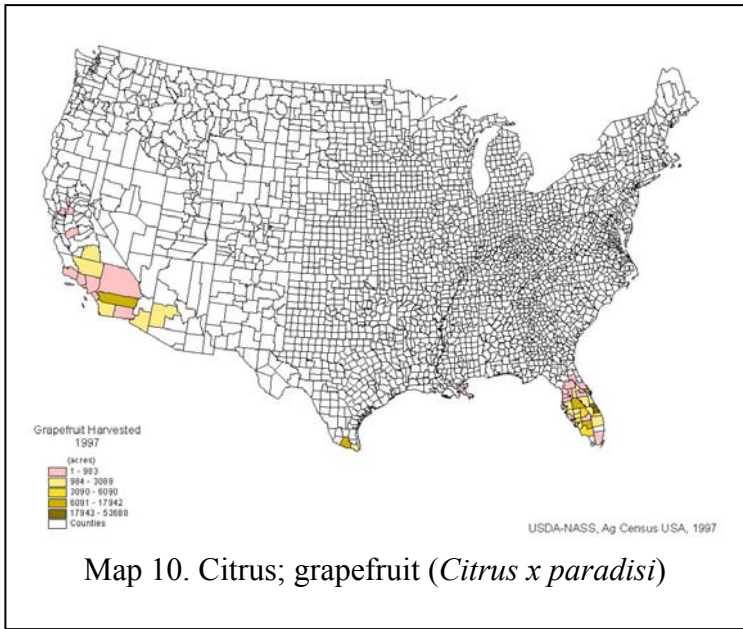 Grapefruit Harvested
1997
(acres)
1 - 983
984 - 3089
3090 - 6090
6091 - 17942
17943 - 53688
Counties
USDA-NASS, Ag Census USA, 1997
Map 10. Citrus; grapefruit (Citrus x paradisi)